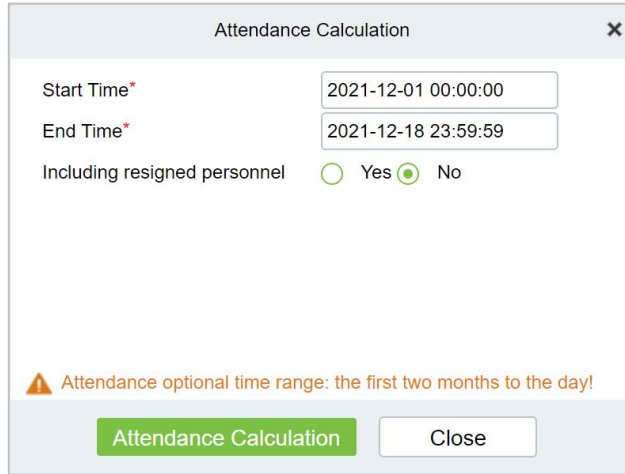 Attendance Calculation
Start Time* 2021-12-01 00:00:00
End Time* 2021-12-18 23:59:59
Including resigned personnel Yes No
Attendance optional time range: the first two months to the day!
Attendance Calculation Close